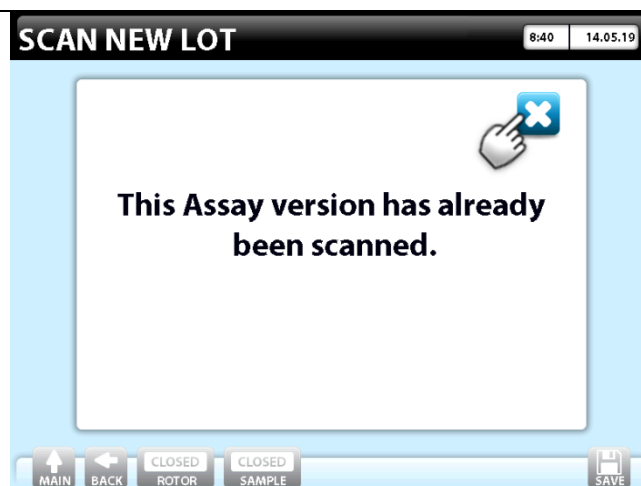 SCAN NEW LOT
8:40 14.05.19
This Assay version has already
been scanned.
MAIN BACK CLOSED ROTOR CLOSED SAMPLE SAVE